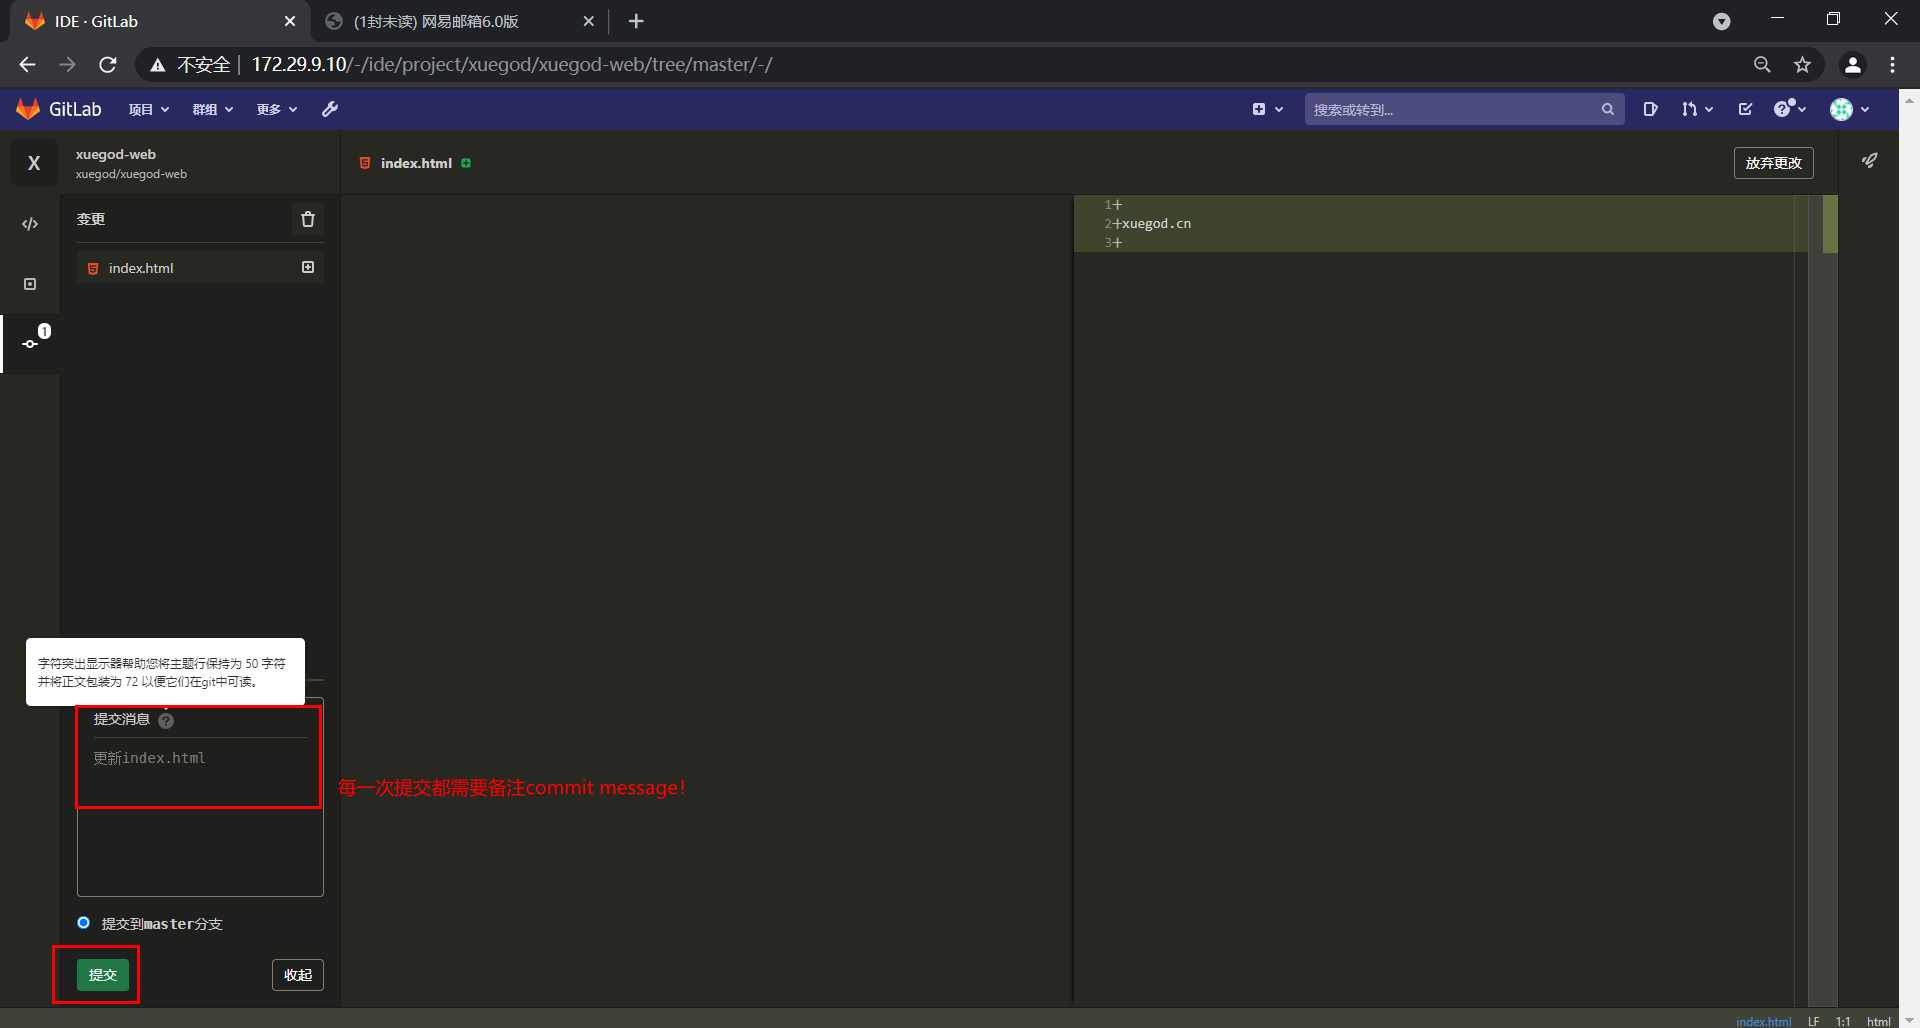 IDE · GitLab
(1封未读) 网易邮箱6.0版
不安全
172.29.9.10/-/ide/project/xuegod/xuegod-web/tree/master/-/
GitLab
项目
群组
更多
搜索或转到...
X
xuegod-web
xuegod/xuegod-web
index.html
放弃更改
变更
index.html
1
1+
2+xuegod.cn
3+
字符突出显示器帮助您将主题行保持为 50 字符
并将正文包装为 72 以便它们在git中可读。
提交消息 ?
更新index.html
每一次提交都需要备注commit message！
提交到master分支
提交
收起
index.html
LF
1:1
html